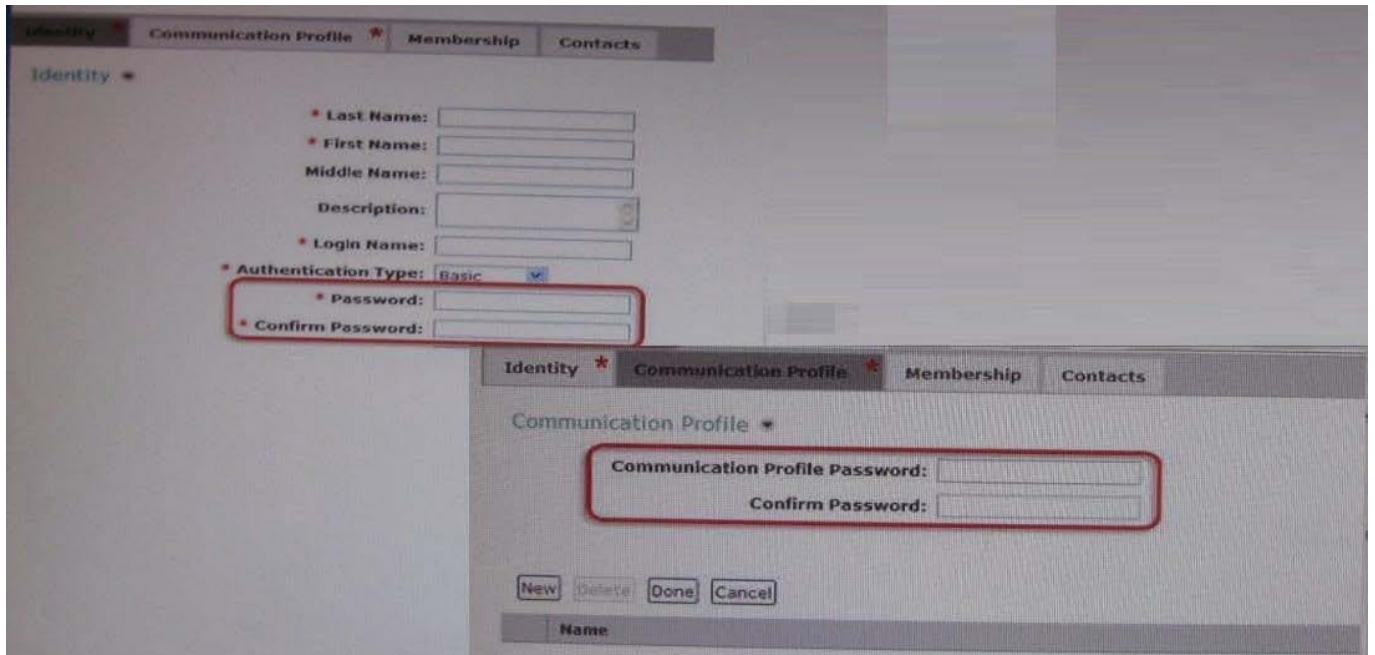 Identity * Communication Profile * Membership Contacts
Identity
* Last Name:
* First Name:
Middle Name:
Description:
* Login Name:
* Authentication Type: Basic
* Password:
* Confirm Password:
Identity * Communication Profile * Membership Contacts
Communication Profile
Communication Profile Password:
Confirm Password:
New Delete Done Cancel
Name